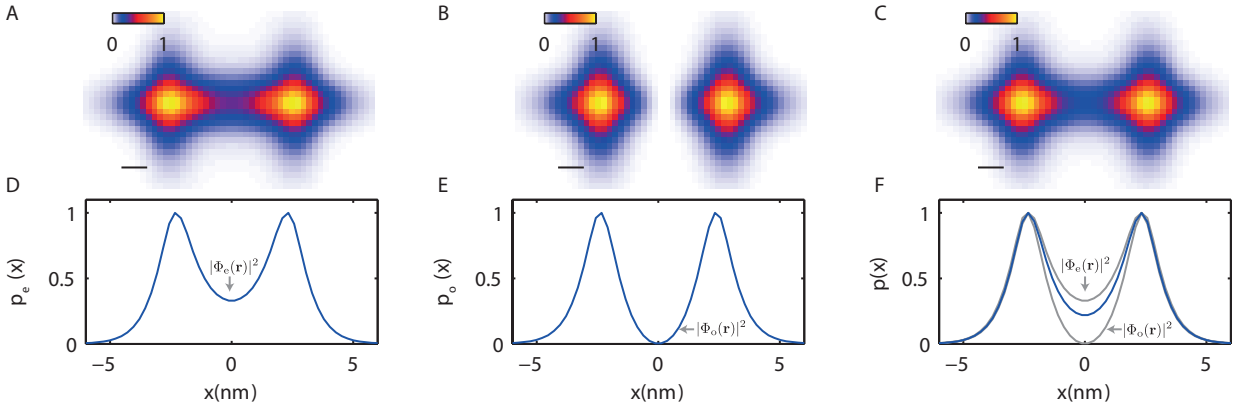 A
0 1
B
0 1
C
0 1
D
1
0.5
0
p_e (x)
|Φ_e(r)|²
−5 0 5
x(nm)
E
1
0.5
0
p_o (x)
|Φ_o(r)|²
−5 0 5
x(nm)
F
1
0.5
0
p(x)
|Φ_e(r)|²
|Φ_o(r)|²
−5 0 5
x(nm)